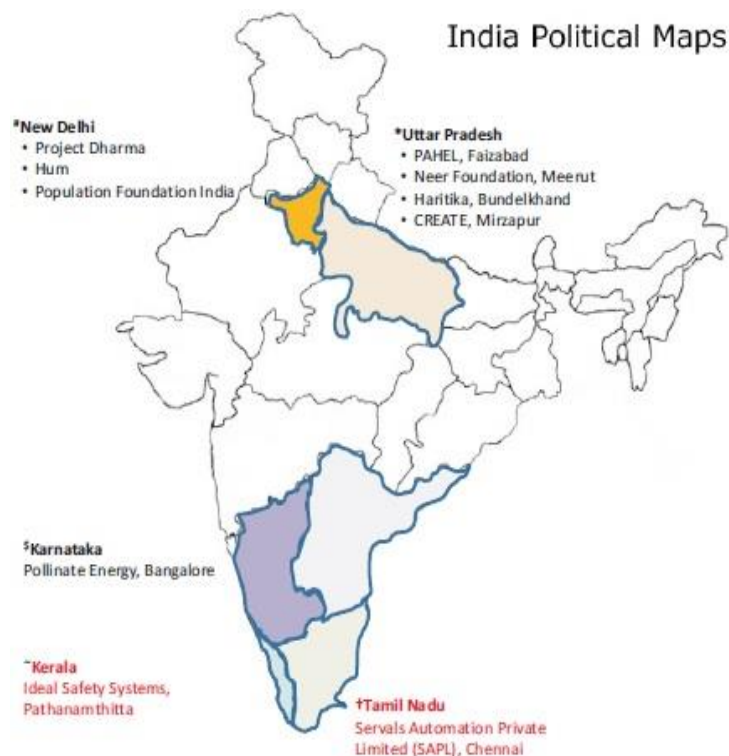 India Political Maps
#New Delhi
• Project Dharma
• Hum
• Population Foundation India
*Uttar Pradesh
• PAHEL, Faizabad
• Neer Foundation, Meerut
• Haritika, Bundelkhand
• CREATE, Mirzapur
$Karnataka
Pollinate Energy, Bangalore
~Kerala
Ideal Safety Systems,
Pathanamthitta
†Tamil Nadu
Servals Automation Private
Limited (SAPL), Chennai